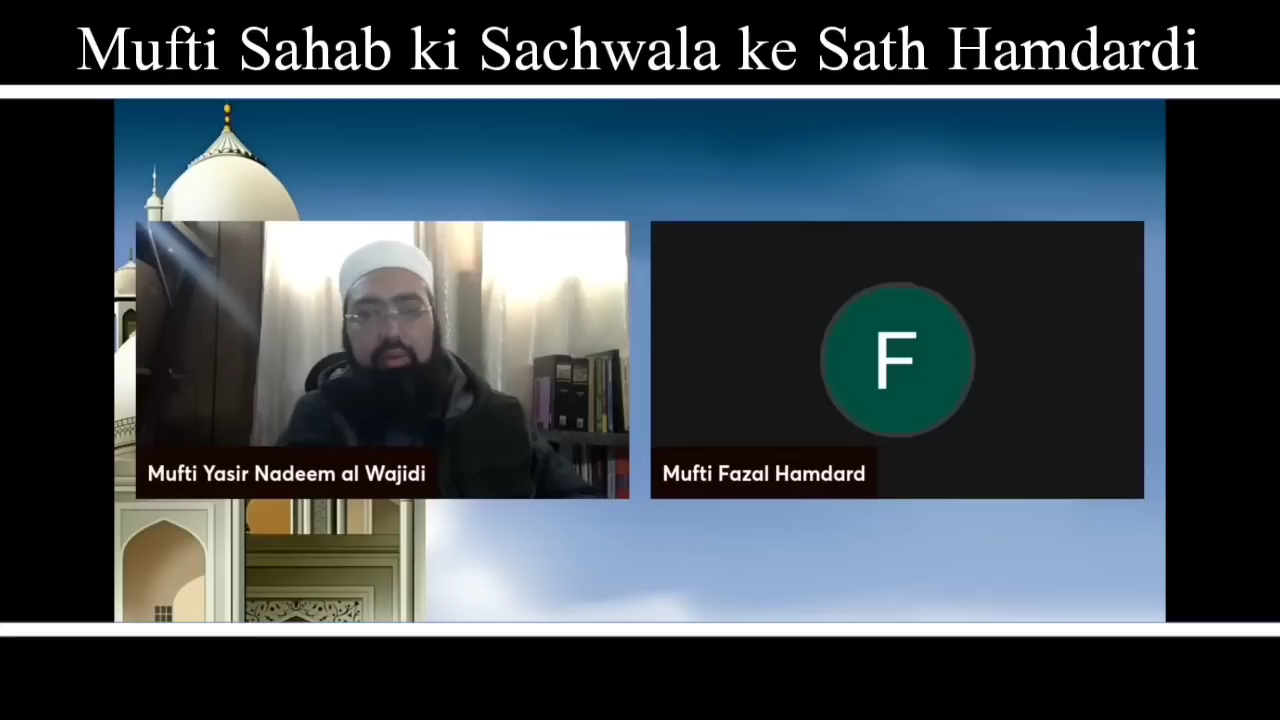 Mufti Sahab ki Sachwala ke Sath Hamdardi
F
Mufti Yasir Nadeem al Wajidi
Mufti Fazal Hamdard